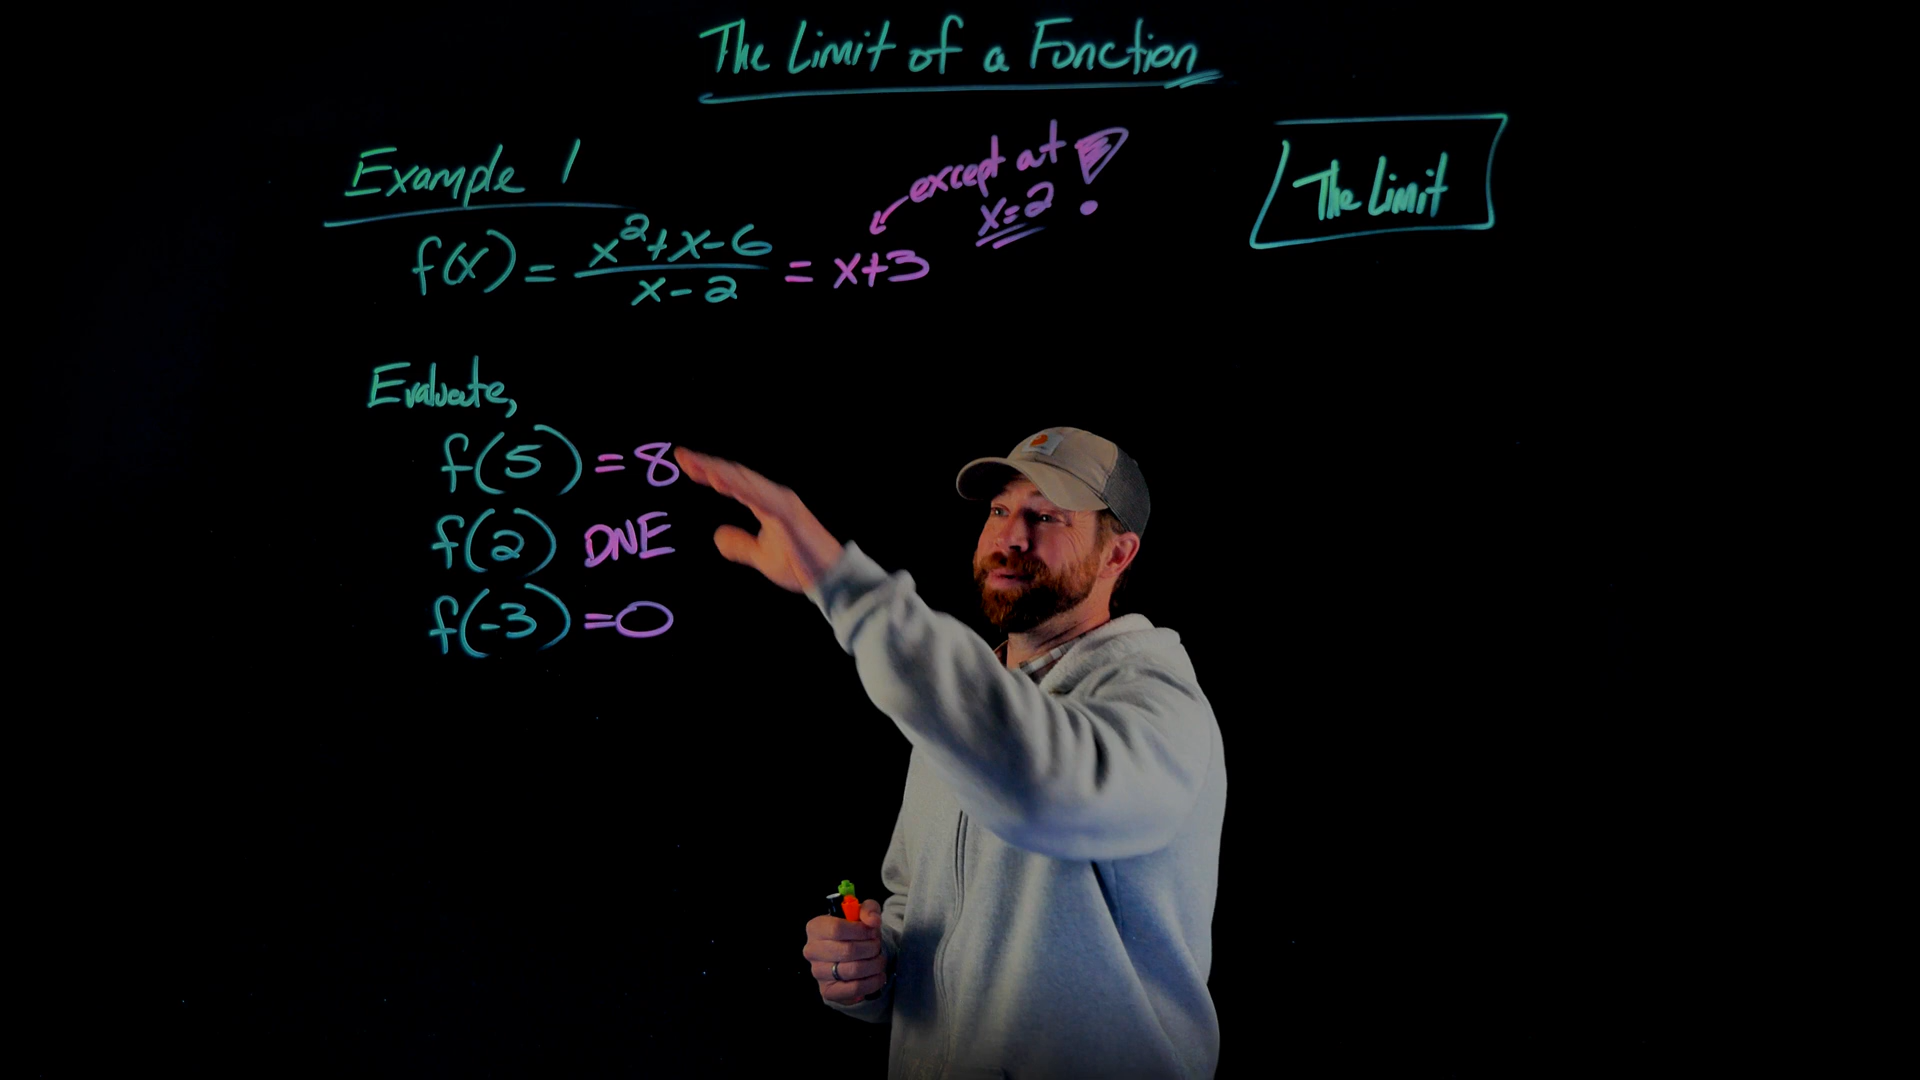 The Limit of a Function
Example 1
f(x) = x²+x-6 / x-2 = x+3
except at
x=2 !
The Limit
Evaluate,
f(5) = 8
f(2) DNE
f(-3) = 0